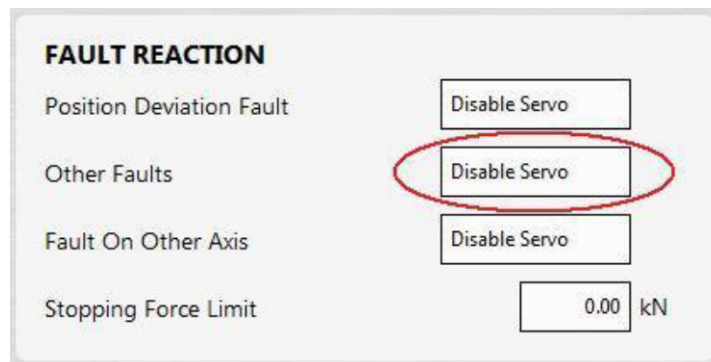 FAULT REACTION
Position Deviation Fault Disable Servo
Other Faults Disable Servo
Fault On Other Axis Disable Servo
Stopping Force Limit 0.00 kN